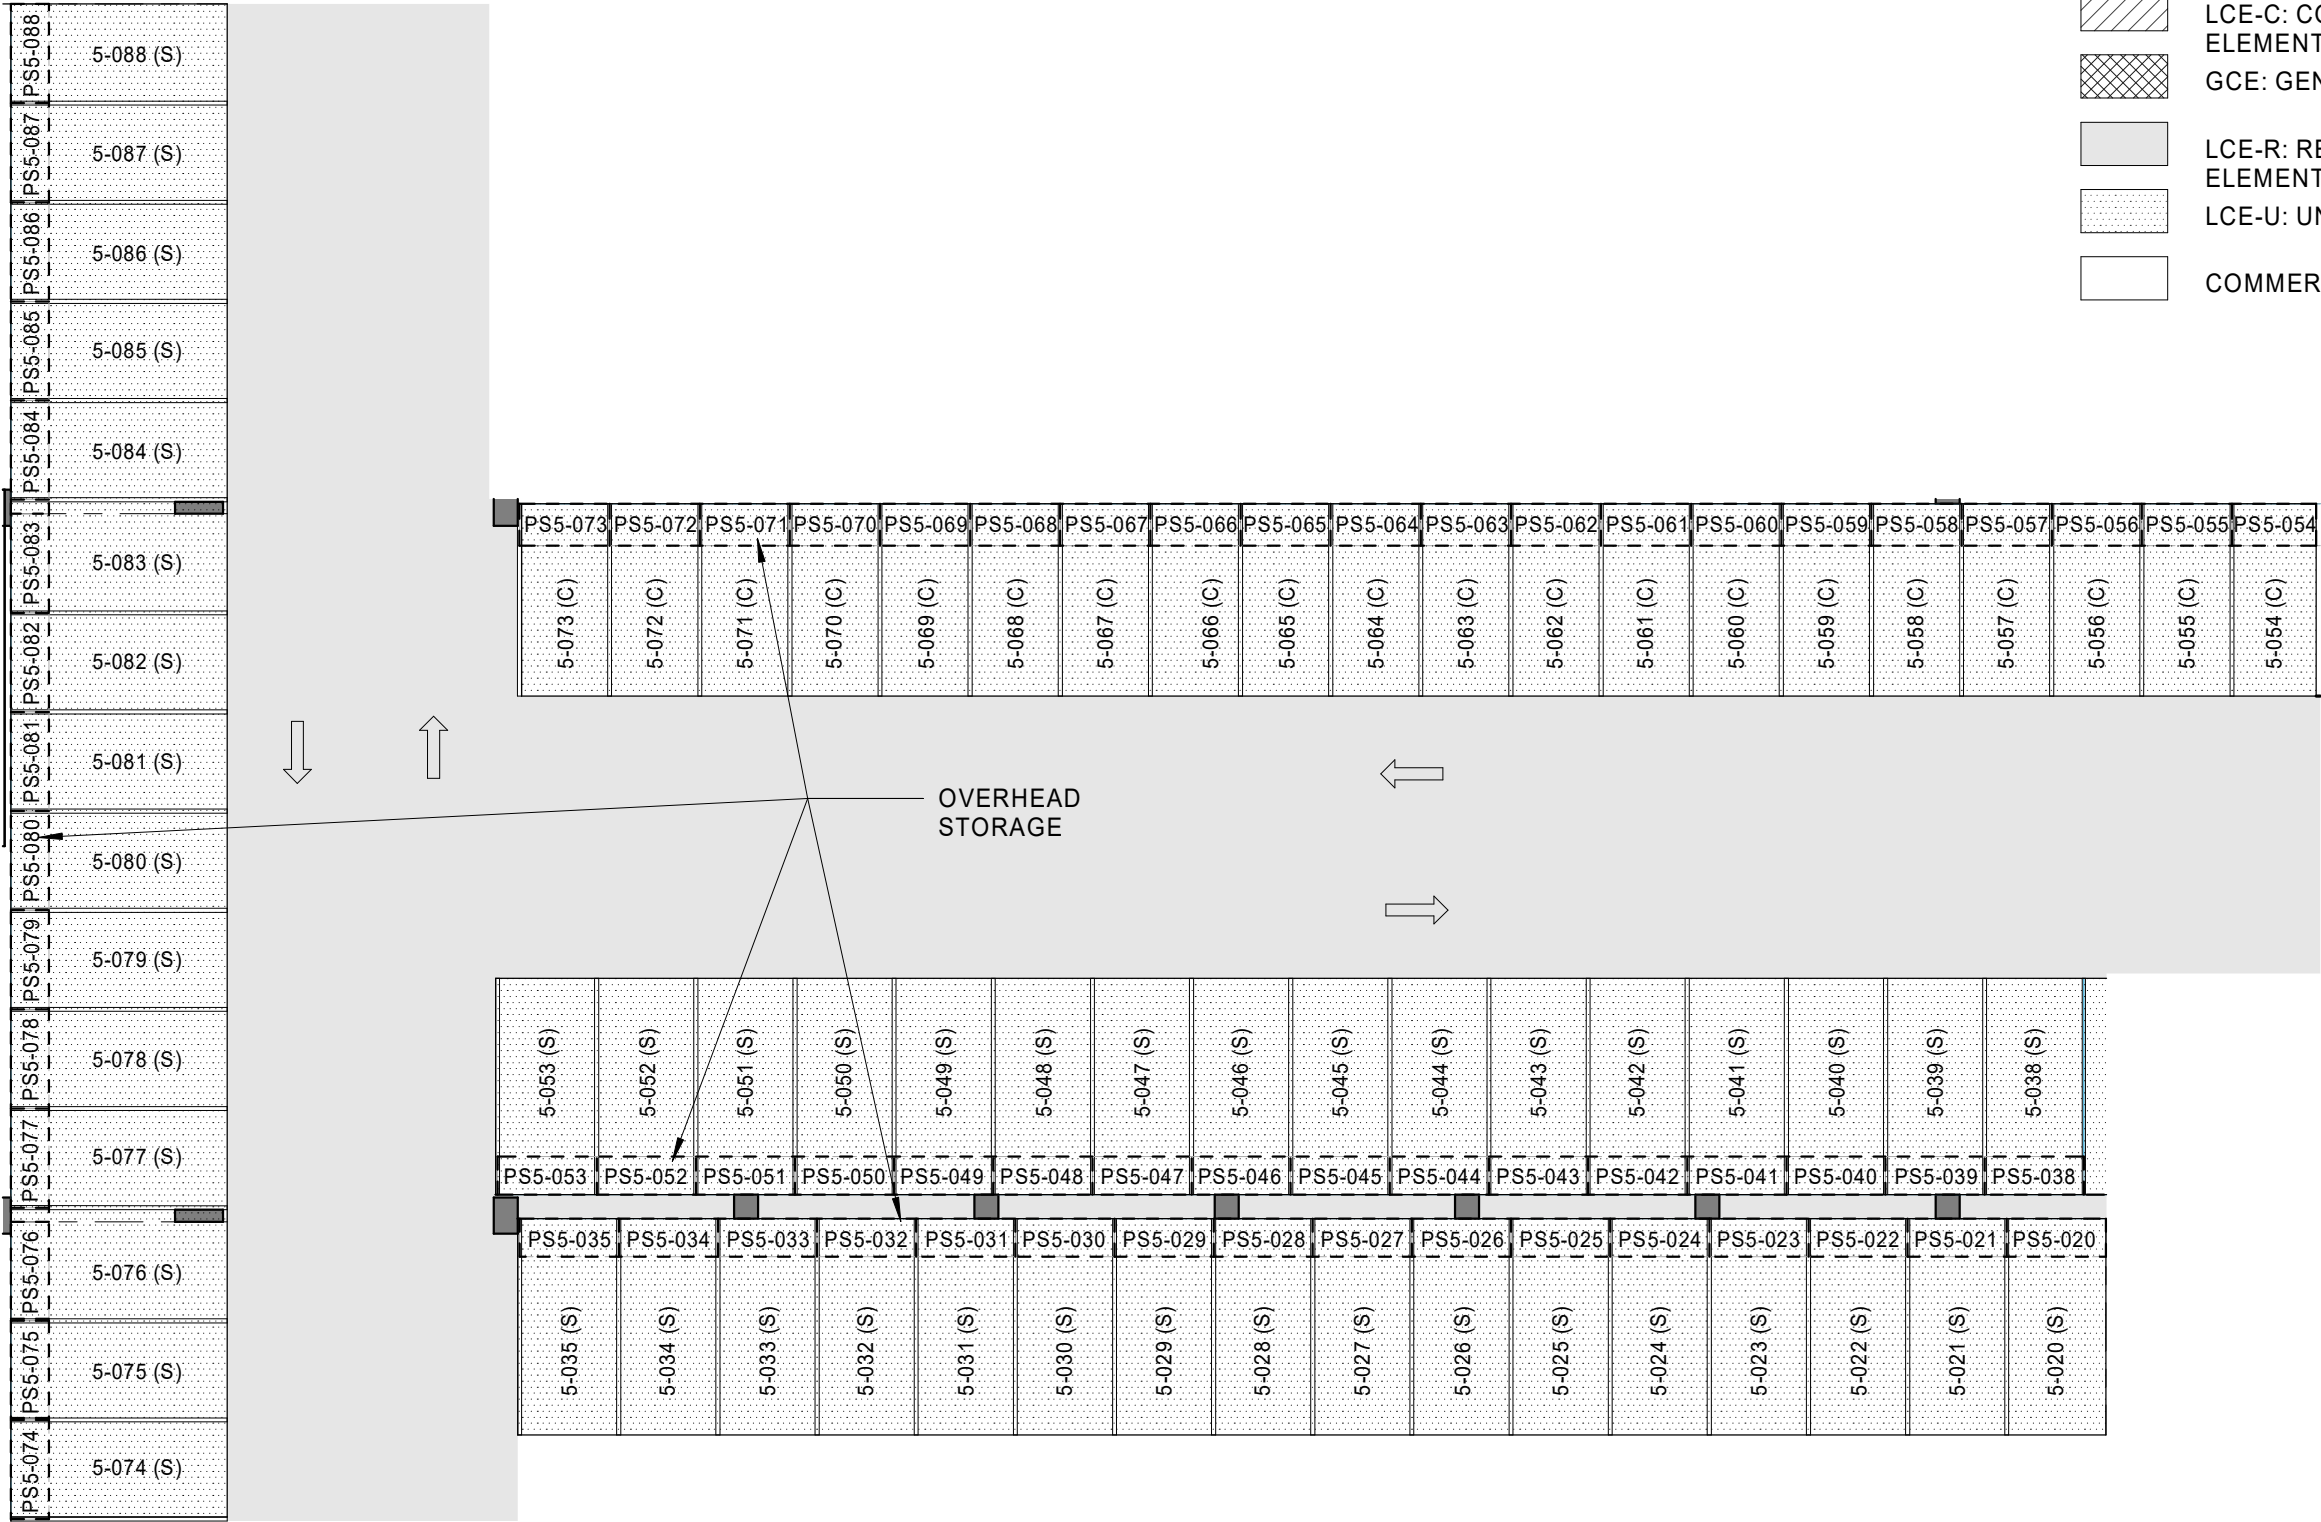 LCE-C: CO
ELEMENT
GCE: GEN
LCE-R: RE
ELEMENT
LCE-U: UN
COMMER
PS5-088
5-088 (S)
PS5-087
5-087 (S)
PS5-086
5-086 (S)
PS5-085
5-085 (S)
PS5-084
5-084 (S)
PS5-083
5-083 (S)
PS5-082
5-082 (S)
PS5-081
5-081 (S)
PS5-080
5-080 (S)
PS5-079
5-079 (S)
PS5-078
5-078 (S)
PS5-077
5-077 (S)
PS5-076
5-076 (S)
PS5-075
5-075 (S)
PS5-074
5-074 (S)
PS5-073 PS5-072 PS5-071 PS5-070 PS5-069 PS5-068 PS5-067 PS5-066 PS5-065 PS5-064 PS5-063 PS5-062 PS5-061 PS5-060 PS5-059 PS5-058 PS5-057 PS5-056 PS5-055 PS5-054
5-073 (C)
5-072 (C)
5-071 (C)
5-070 (C)
5-069 (C)
5-068 (C)
5-067 (C)
5-066 (C)
5-065 (C)
5-064 (C)
5-063 (C)
5-062 (C)
5-061 (C)
5-060 (C)
5-059 (C)
5-058 (C)
5-057 (C)
5-056 (C)
5-055 (C)
5-054 (C)
OVERHEAD
STORAGE
5-053 (S)
5-052 (S)
5-051 (S)
5-050 (S)
5-049 (S)
5-048 (S)
5-047 (S)
5-046 (S)
5-045 (S)
5-044 (S)
5-043 (S)
5-042 (S)
5-041 (S)
5-040 (S)
5-039 (S)
5-038 (S)
PS5-053 PS5-052 PS5-051 PS5-050 PS5-049 PS5-048 PS5-047 PS5-046 PS5-045 PS5-044 PS5-043 PS5-042 PS5-041 PS5-040 PS5-039 PS5-038
PS5-035 PS5-034 PS5-033 PS5-032 PS5-031 PS5-030 PS5-029 PS5-028 PS5-027 PS5-026 PS5-025 PS5-024 PS5-023 PS5-022 PS5-021 PS5-020
5-035 (S)
5-034 (S)
5-033 (S)
5-032 (S)
5-031 (S)
5-030 (S)
5-029 (S)
5-028 (S)
5-027 (S)
5-026 (S)
5-025 (S)
5-024 (S)
5-023 (S)
5-022 (S)
5-021 (S)
5-020 (S)